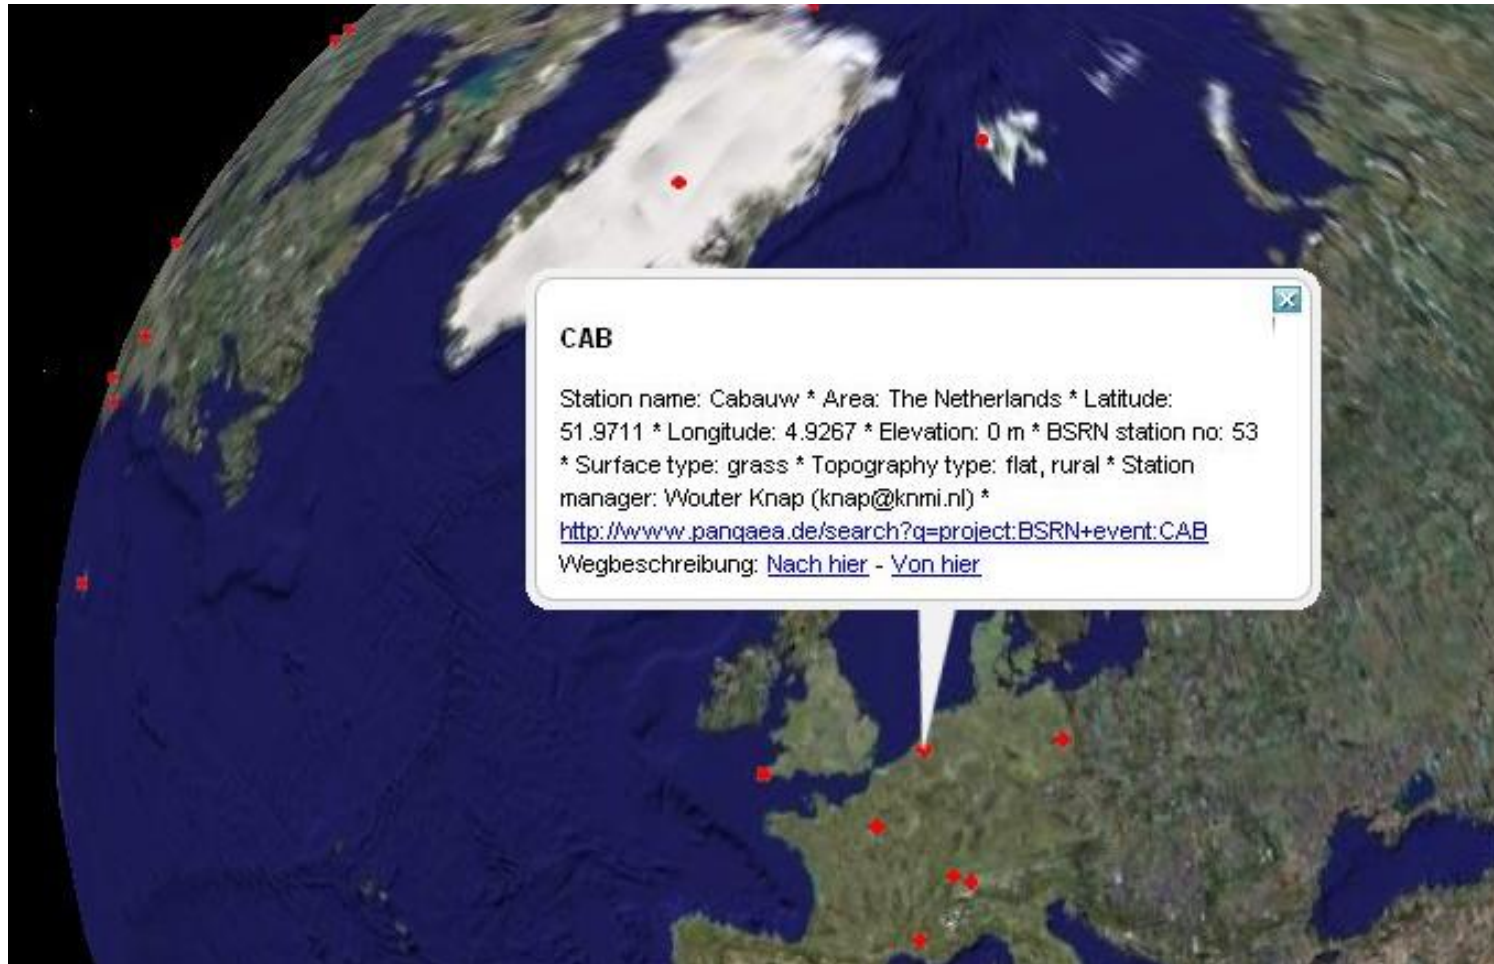 CAB
Station name: Cabauw * Area: The Netherlands * Latitude:
51.9711 * Longitude: 4.9267 * Elevation: 0 m * BSRN station no: 53
* Surface type: grass * Topography type: flat, rural * Station
manager: Wouter Knap (knap@knmi.nl) *
http://www.pangaea.de/search?q=project:BSRN+event:CAB
Wegbeschreibung: Nach hier - Von hier